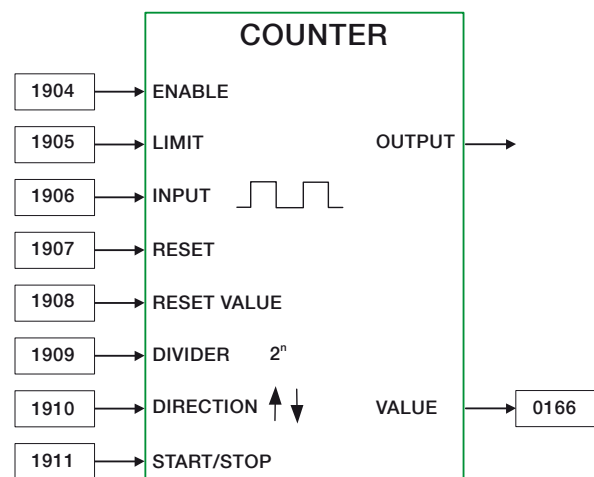 COUNTER
1904 ENABLE
1905 LIMIT OUTPUT
1906 INPUT
1907 RESET
1908 RESET VALUE
1909 DIVIDER 2ⁿ
1910 DIRECTION VALUE 0166
1911 START/STOP